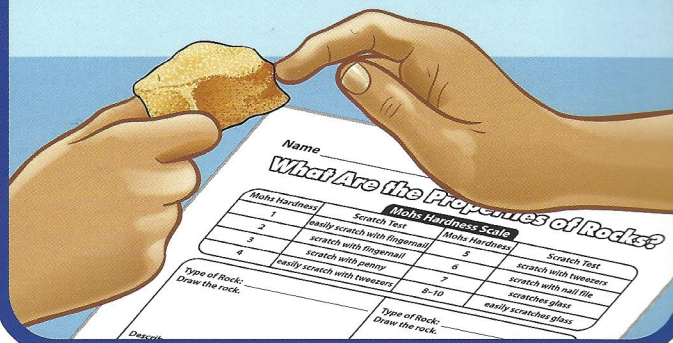 Name
What Are the Properties of Rocks?
Mohs Hardness Scale
Mohs Hardness Scratch Test Mohs Hardness Scratch Test
1 easily scratch with fingernail 5 scratch with tweezers
2 scratch with fingernail 6 scratch with nail file
3 scratch with penny 7 scratches glass
4 easily scratch with tweezers 8–10 easily scratches glass
Type of Rock:
Draw the rock.
Type of Rock:
Draw the rock.